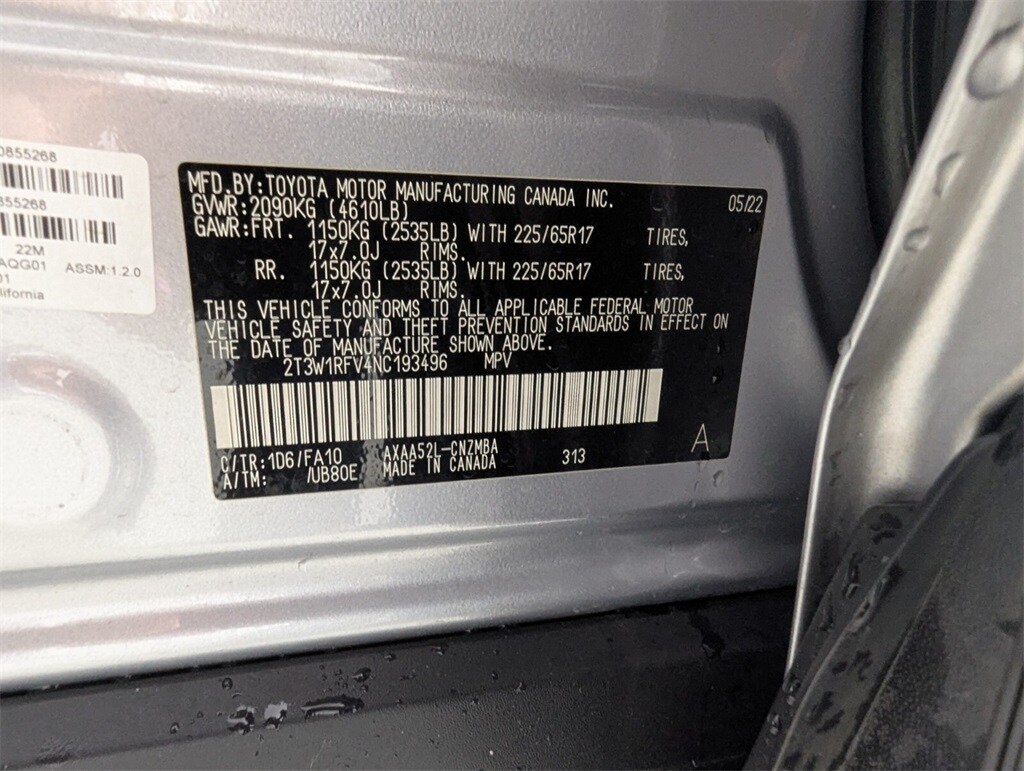 0855268
855268
22M
AQG01 ASSM:1.2.0
01
lifornia
MFD.BY:TOYOTA MOTOR MANUFACTURING CANADA INC. 05/22
GVWR:2090KG (4610LB)
GAWR:FRT. 1150KG (2535LB) WITH 225/65R17 TIRES,
17x7.0J RIMS.
RR. 1150KG (2535LB) WITH 225/65R17 TIRES,
17x7.0J RIMS.
THIS VEHICLE CONFORMS TO ALL APPLICABLE FEDERAL MOTOR
VEHICLE SAFETY AND THEFT PREVENTION STANDARDS IN EFFECT ON
THE DATE OF MANUFACTURE SHOWN ABOVE.
2T3W1RFV4NC193496 MPV
A
C/TR:1D6/FA10 AXAA52L-CNZMBA 313
A/TM: /UB80E MADE IN CANADA